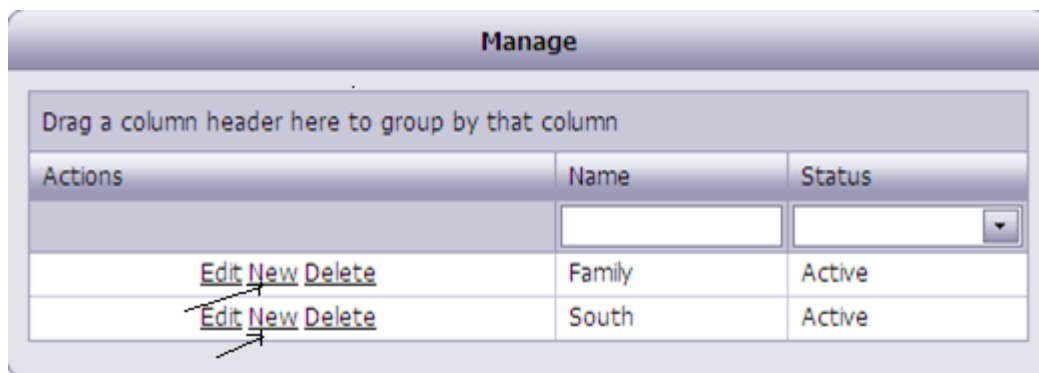 Manage
Drag a column header here to group by that column
Actions Name Status
Edit New Delete Family Active
Edit New Delete South Active